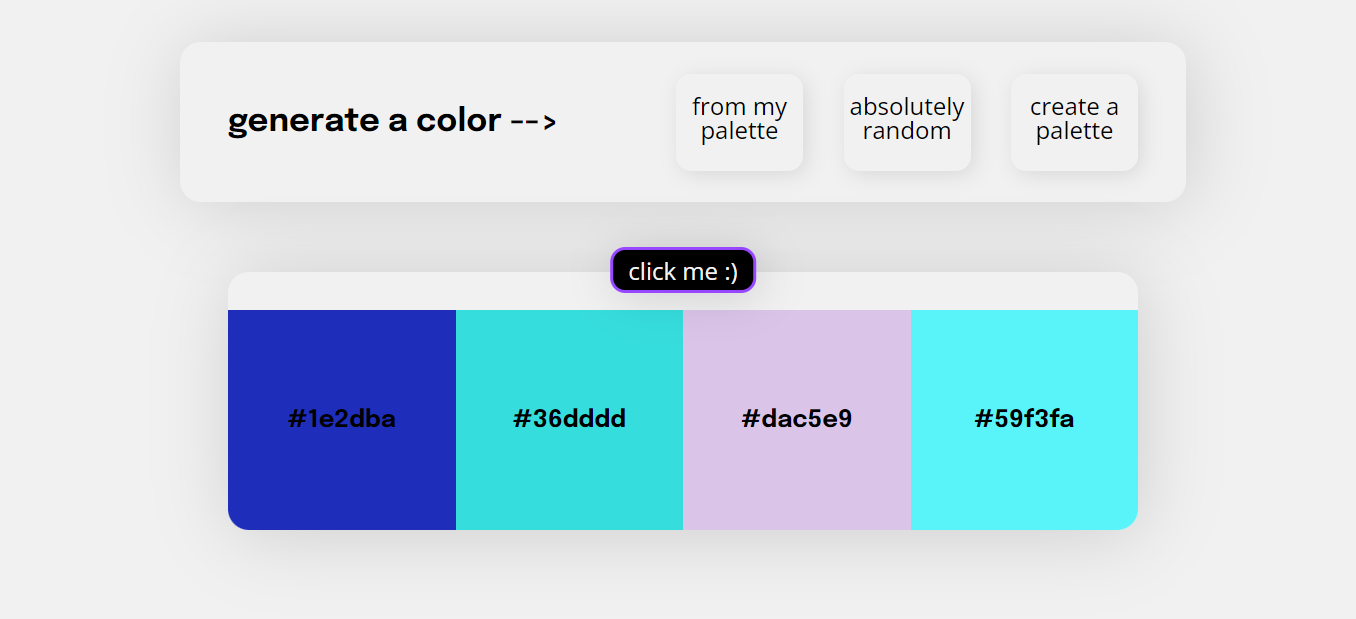 generate a color -->
from my
palette
absolutely
random
create a
palette
click me :)
#1e2dba
#36dddd
#dac5e9
#59f3fa